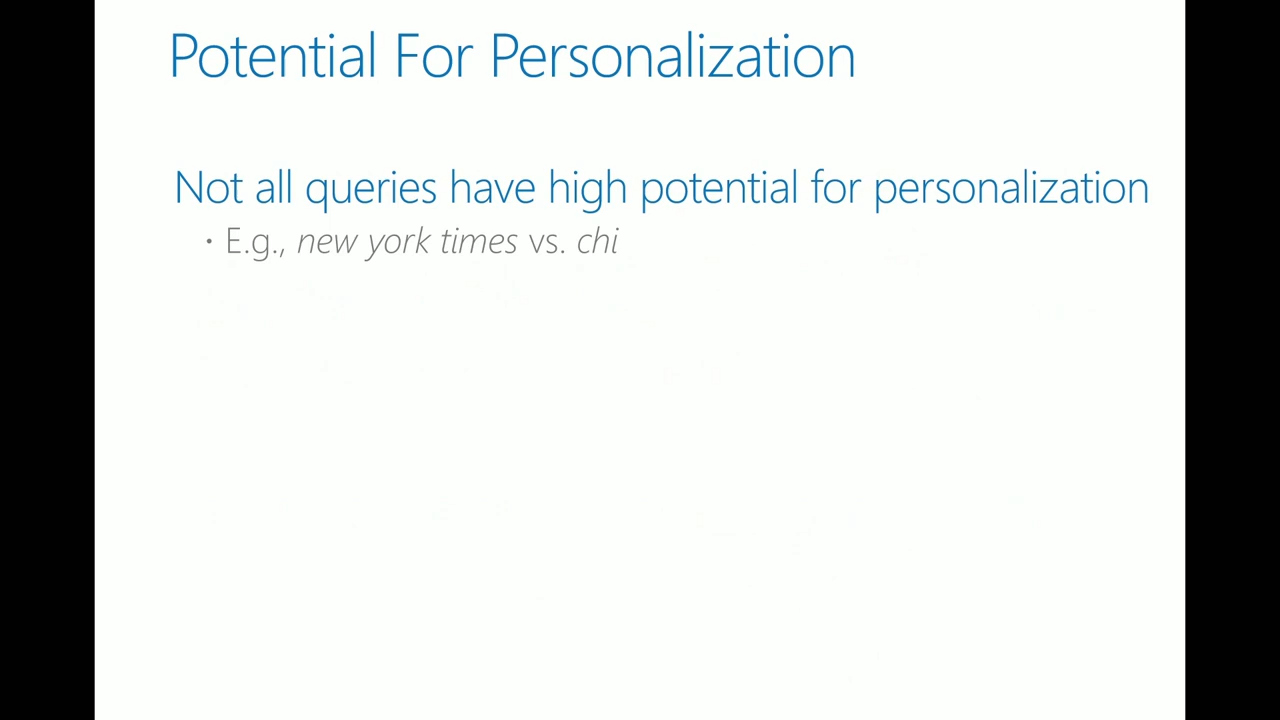 Potential For Personalization
Not all queries have high potential for personalization
• E.g., new york times vs. chi